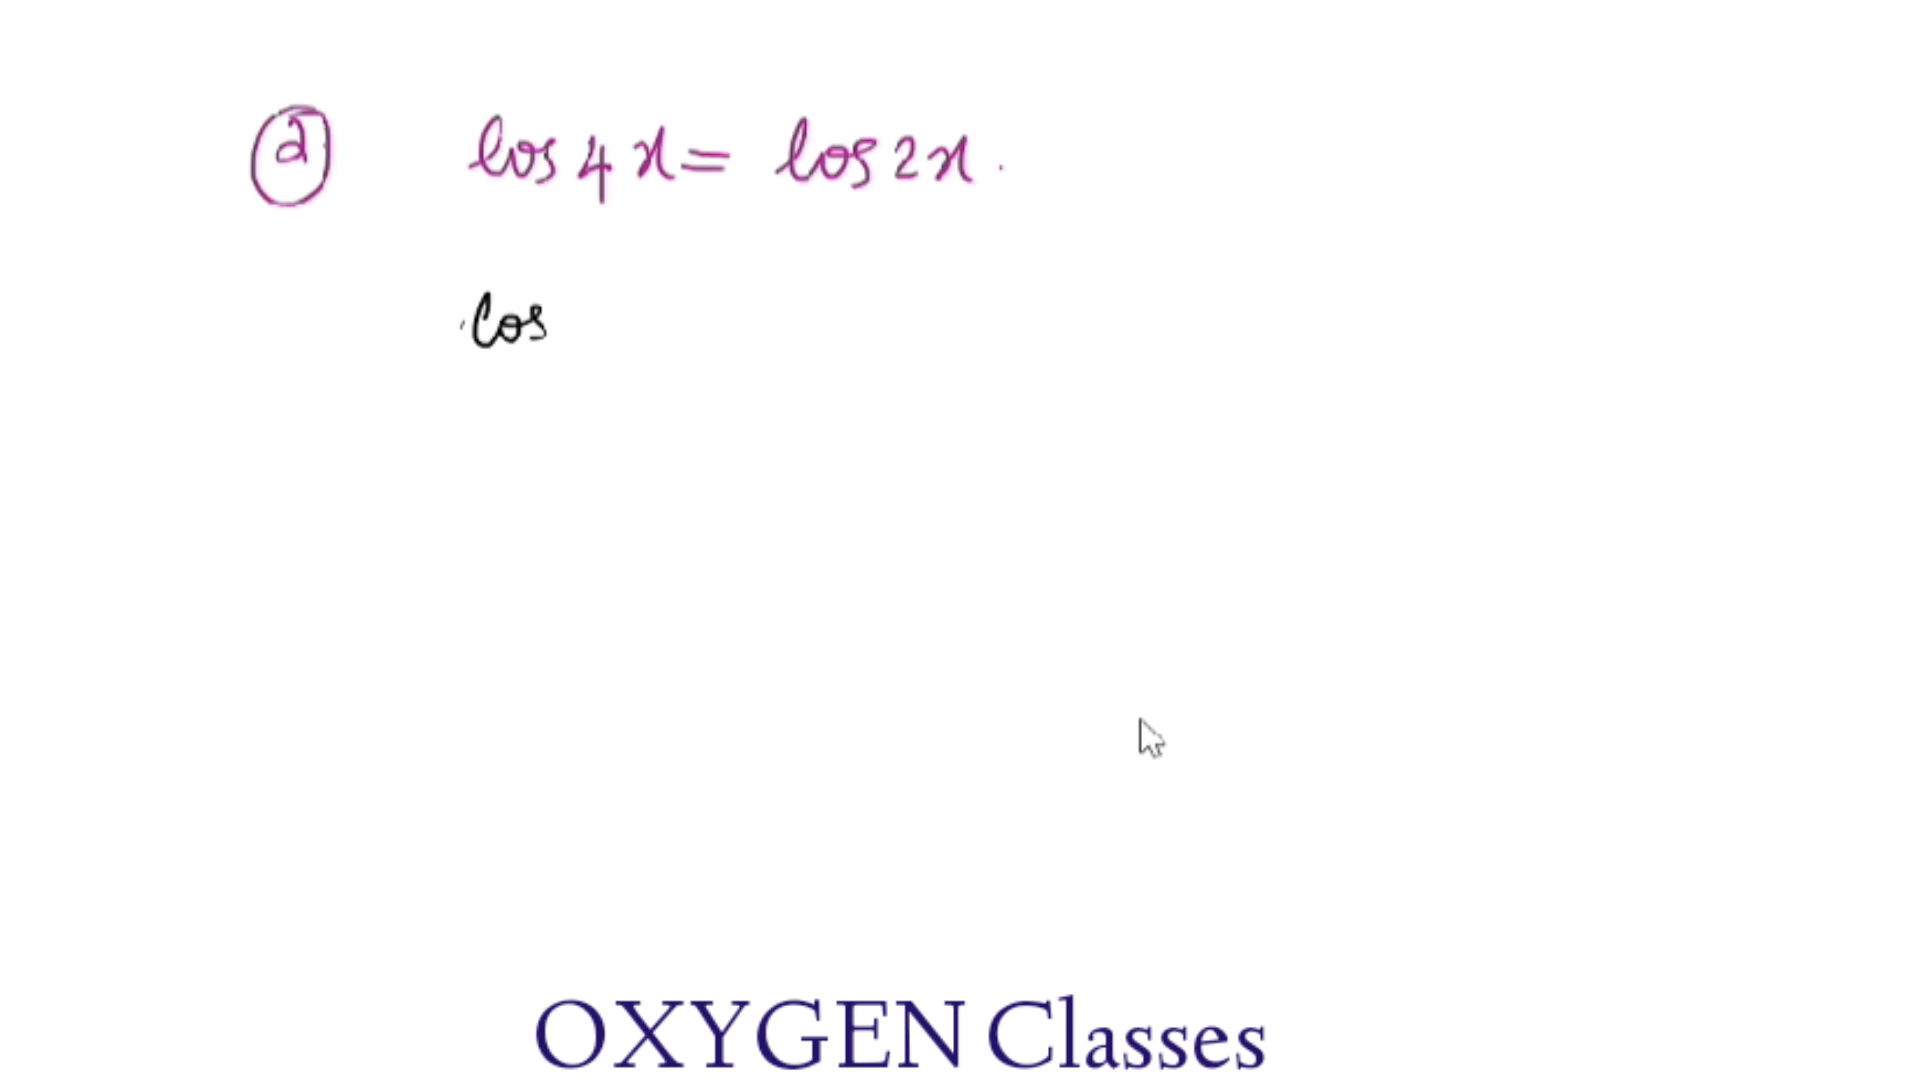 ② cos 4x = cos 2x.
cos
OXYGEN Classes